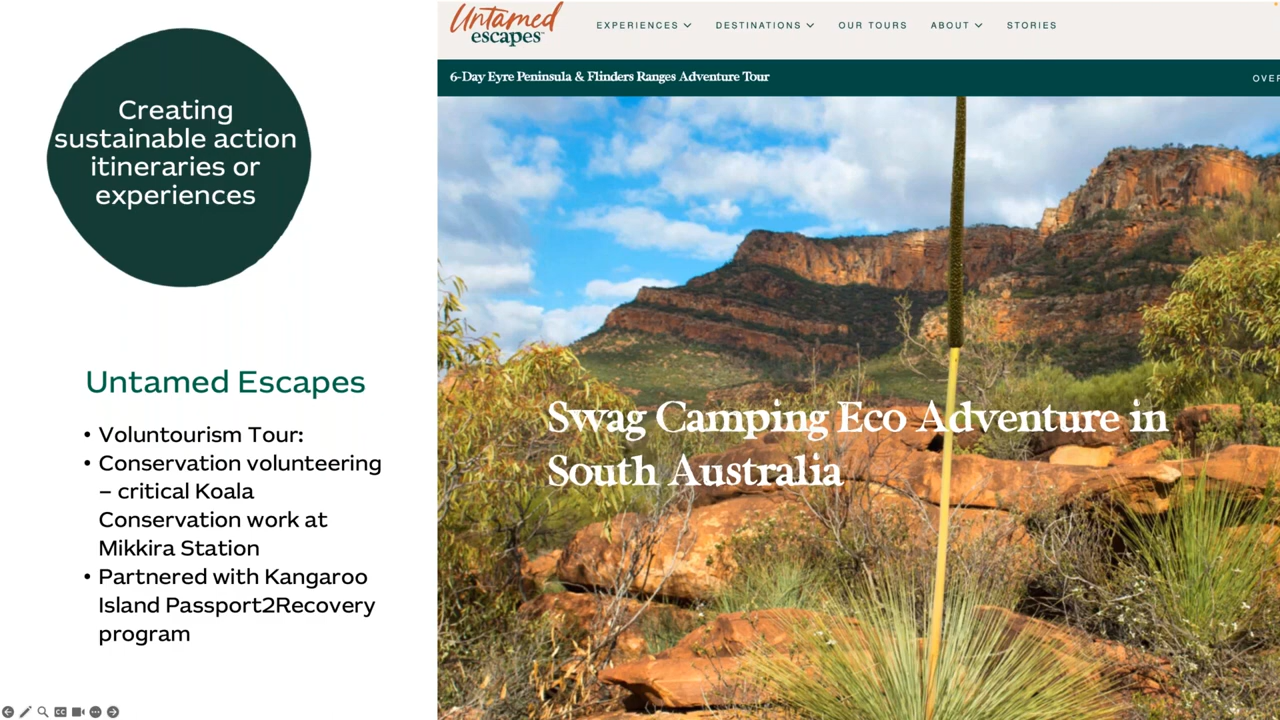 Creating
sustainable action
itineraries or
experiences
Untamed Escapes
• Voluntourism Tour:
• Conservation volunteering
– critical Koala
Conservation work at
Mikkira Station
• Partnered with Kangaroo
Island Passport2Recovery
program
Untamed
escapes
EXPERIENCES
DESTINATIONS
OUR TOURS
ABOUT
STORIES
6-Day Eyre Peninsula & Flinders Ranges Adventure Tour
Swag Camping Eco Adventure in
South Australia
CC